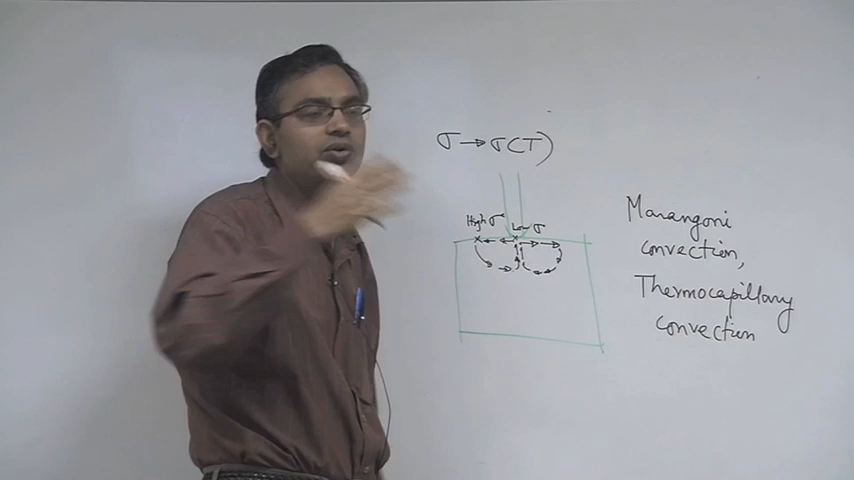 σ → σ(T)
High σ Low σ
Marangoni
convection,
Thermocapillary
convection